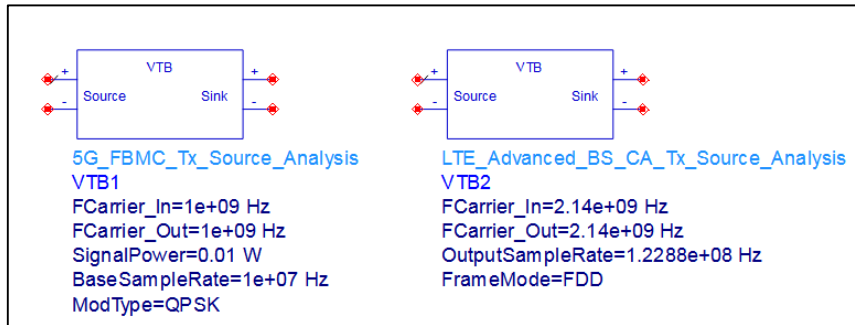 + VTB +
- Source Sink -
5G_FBMC_Tx_Source_Analysis
VTB1
FCarrier_In=1e+09 Hz
FCarrier_Out=1e+09 Hz
SignalPower=0.01 W
BaseSampleRate=1e+07 Hz
ModType=QPSK
+ VTB +
- Source Sink -
LTE_Advanced_BS_CA_Tx_Source_Analysis
VTB2
FCarrier_In=2.14e+09 Hz
FCarrier_Out=2.14e+09 Hz
OutputSampleRate=1.2288e+08 Hz
FrameMode=FDD